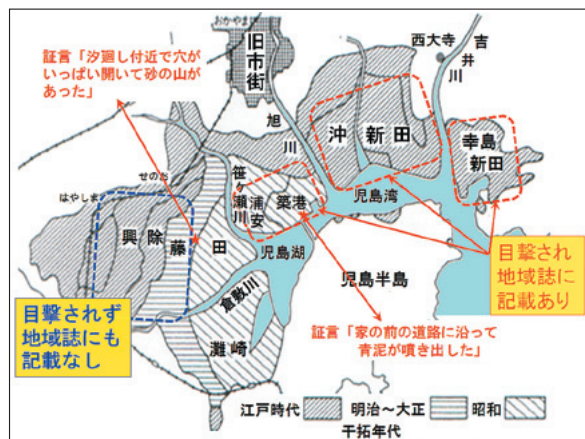 おかやま
旧市街
証言「汐廻し付近で穴が
いっぱい開いて砂の山が
あった」
西大寺
吉井川
旭川
沖新田
幸島
新田
せのお
はやしま
笹ヶ瀬川
浦安
築港
児島湾
興除
藤田
児島湖
児島半島
倉敷川
灘崎
目撃され
地域誌に
記載あり
目撃されず
地域誌にも
記載なし
証言「家の前の道路に沿って
青泥が噴き出した」
江戸時代
明治～大正
昭和
干拓年代